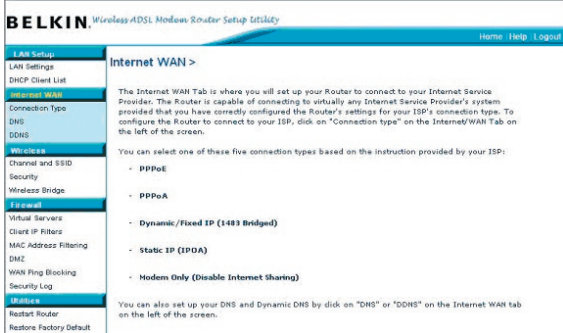 BELKIN. Wireless ADSL Modem Router Setup Utility
Home | Help | Logout
LAN Setup
LAN Settings
DHCP Client List
Internet WAN
Connection Type
DNS
DDNS
Wireless
Channel and SSID
Security
Wireless Bridge
Firewall
Virtual Servers
Client IP Filters
MAC Address Filtering
DMZ
WAN Ping Blocking
Security Log
Utilities
Restart Router
Restore Factory Default
Internet WAN >
The Internet WAN Tab is where you will set up your Router to connect to your Internet Service
Provider. The Router is capable of connecting to virtually any Internet Service Provider's system
provided that you have correctly configured the Router's settings for your ISP's connection type. To
configure the Router to connect to your ISP, click on "Connection type" on the Internet/WAN Tab on
the left of the screen.
You can select one of these five connection types based on the instruction provided by your ISP:
- PPPoE
- PPPoA
- Dynamic/Fixed IP (1483 Bridged)
- Static IP (IPOA)
- Modem Only (Disable Internet Sharing)
You can also set up your DNS and Dynamic DNS by click on "DNS" or "DDNS" on the Internet WAN tab
on the left of the screen.